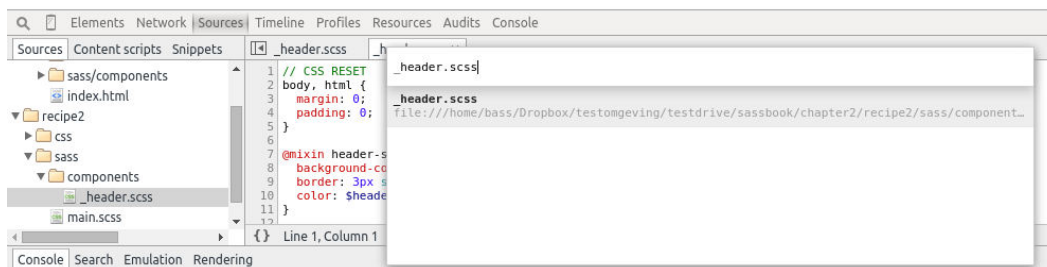 Elements Network Sources Timeline Profiles Resources Audits Console
Sources Content scripts Snippets
_header.scss
sass/components
index.html
recipe2
css
sass
components
_header.scss
main.scss
1 // CSS RESET
2 body, html {
3 margin: 0;
4 padding: 0;
5 }
6
7 @mixin header-s
8 background-co
9 border: 3px s
10 color: $heade
11 }
12
{} Line 1, Column 1
_header.scss
_header.scss
file:///home/bass/Dropbox/testomgeving/testdrive/sassbook/chapter2/recipe2/sass/component…
Console Search Emulation Rendering